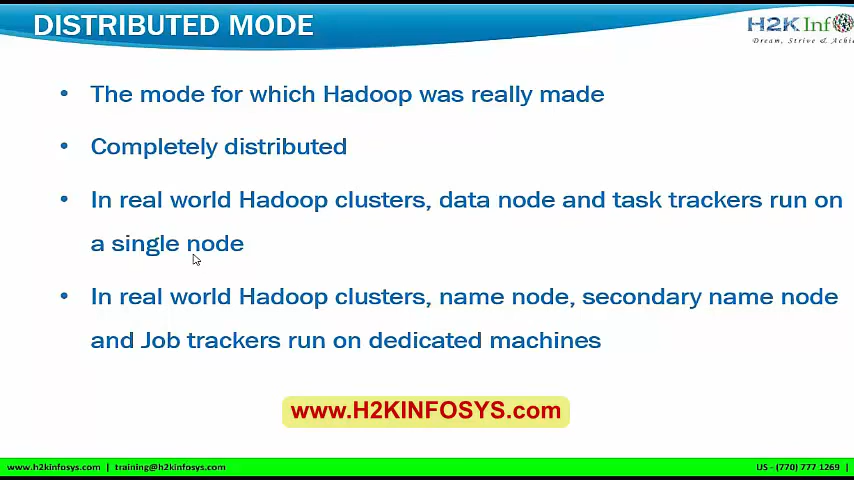 DISTRIBUTED MODE
H2K Inf
Dream, Strive & Achi
• The mode for which Hadoop was really made
• Completely distributed
• In real world Hadoop clusters, data node and task trackers run on
a single node
• In real world Hadoop clusters, name node, secondary name node
and Job trackers run on dedicated machines
www.H2KINFOSYS.com
www.h2kinfosys.com | training@h2kinfosys.com
US - (770) 777 1269 |